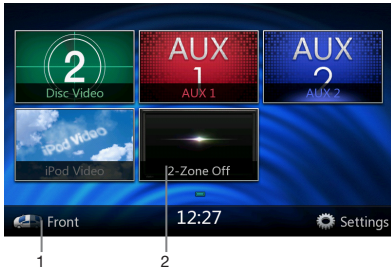 2
Disc Video
AUX
1
AUX 1
AUX
2
AUX 2
iPod Video
iPod Video
2-Zone Off
Front
12:27
Settings
1
2